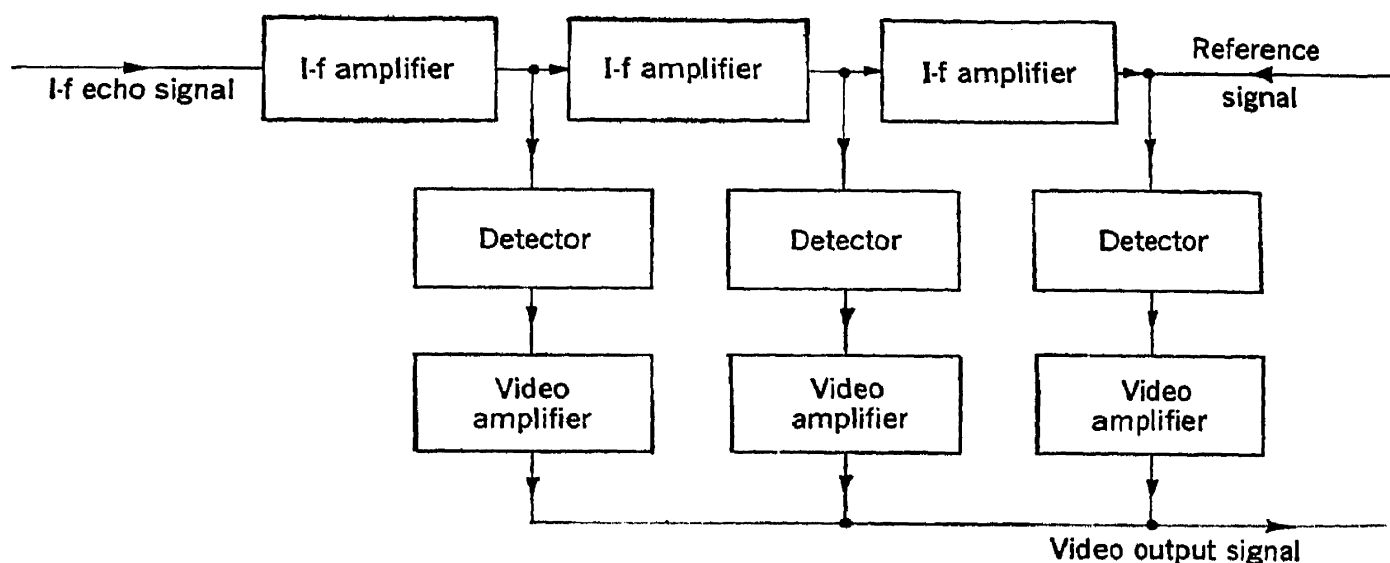 I-f amplifier
I-f amplifier
I-f amplifier
Reference
signal
I-f echo signal
Detector
Detector
Detector
Video
amplifier
Video
amplifier
Video
amplifier
Video output signal